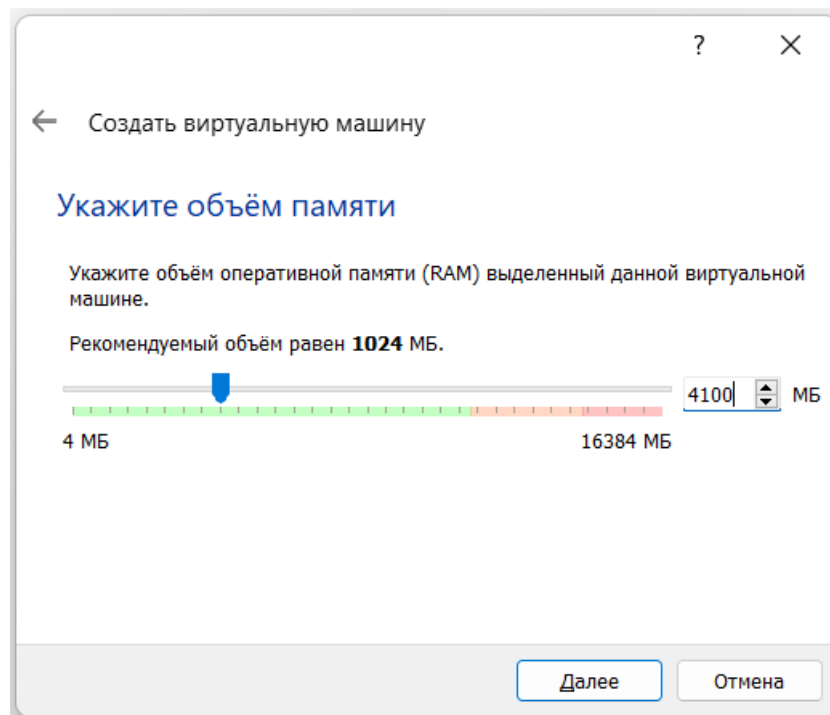 ?
Создать виртуальную машину
Укажите объём памяти
Укажите объём оперативной памяти (RAM) выделенный данной виртуальной
машине.
Рекомендуемый объём равен 1024 МБ.
4100 МБ
4 МБ 16384 МБ
Далее Отмена